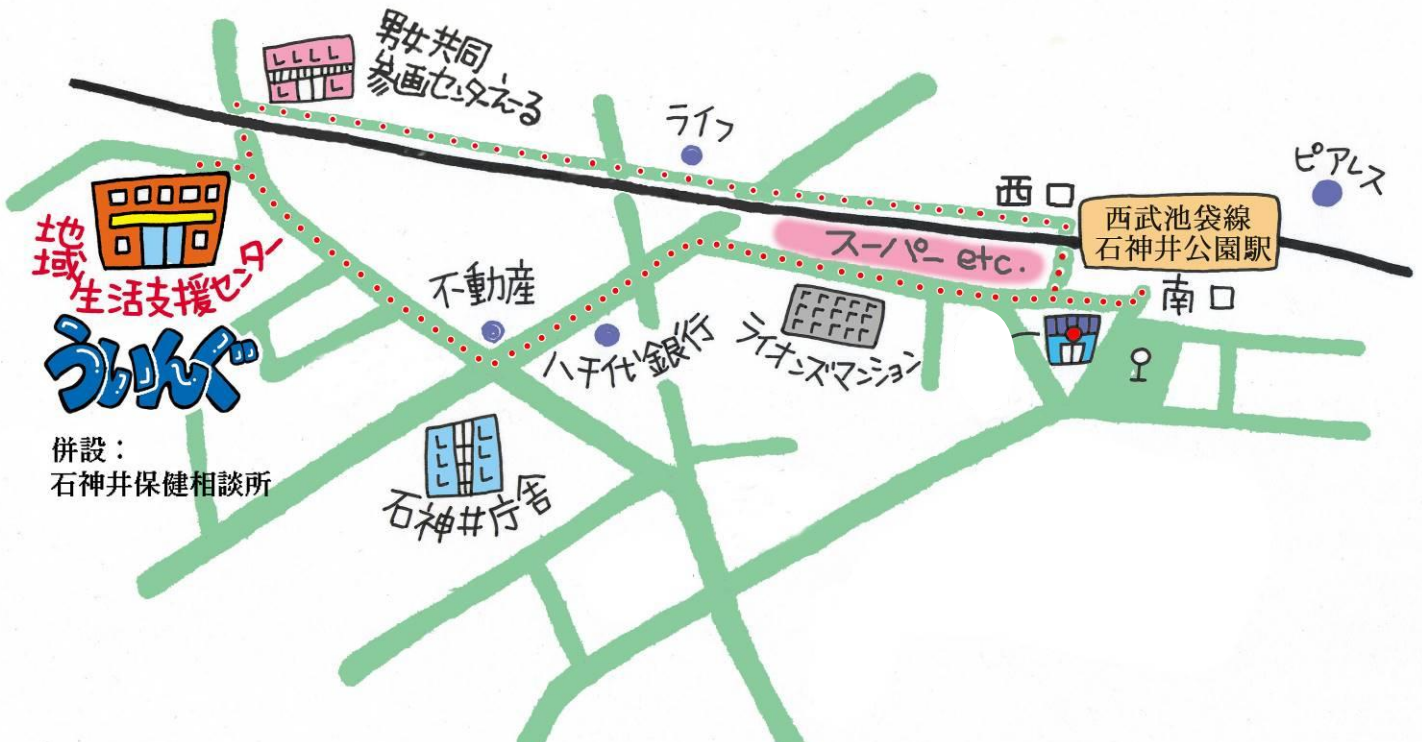 男女共同
参画センターえーる
ライフ
ピアレス
西口
西武池袋線
石神井公園駅
スーパー etc.
南口
地域
生活支援センター
ういんぐ
不動産
八千代銀行
ライオンズマンション
併設：
石神井保健相談所
石神井庁舎